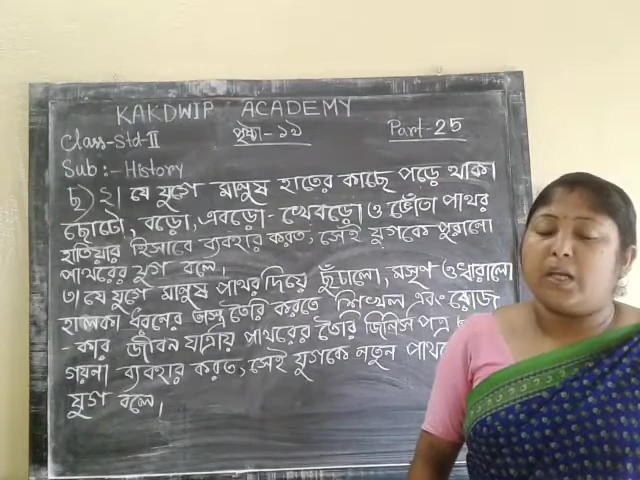 KAKDWIP ACADEMY
Class-Std-II পৃষ্ঠা-১১ Part-25
Sub:- History
ছ) ২। যে যুগে মানুষ হাতের কাছে পড়ে থাকা
ছোটো, বড়ো, এবড়ো-খেবড়ো ও ভোঁতা পাথর
হাতিয়ার হিসাবে ব্যবহার করত, সেই যুগকে পুরানো
পাথরের যুগ বলে।
৩। যে যুগে মানুষ পাথর দিয়ে ছুঁচালো, মসৃণ ও ধারালো
হালকা ধরনের অস্ত্র তৈরি করতে শিখল এবং রোজ
-কার জীবন যাত্রায় পাথরের তৈরি জিনিস পত্র
গয়না ব্যবহার করত, সেই যুগকে নতুন
যুগ বলে।